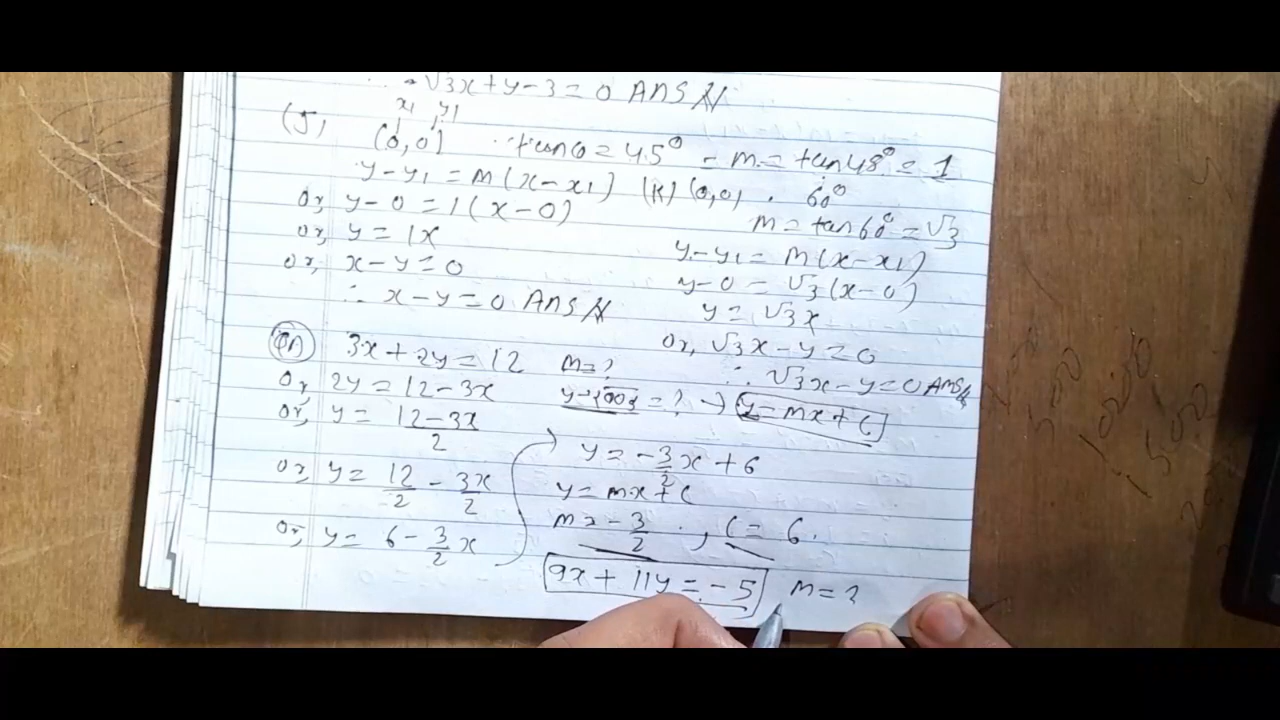 ∴ √3x+y-3=0 ANS
x₁ y₁
(J) (0,0) tanθ=45° - m=tan45°=1
y-y₁=m(x-x₁)
or, y-0=1(x-0)
or, y=1x
or, x-y=0
∴ x-y=0 ANS
(K) (0,0), 60°
m=tan60°=√3
y-y₁=m(x-x₁)
y-0=√3(x-0)
y=√3x
or, √3x-y=0
∴ √3x-y=0 ANS
3x+2y=12 m=?
or, 2y=12-3x
=? → y=mx+c
or, y=12-3x/2
or, y=12/2-3x/2
or, y=6-3/2x
y=-3/2x+6
y=mx+c
m=-3/2, c=6.
9x+11y=-5 m=?